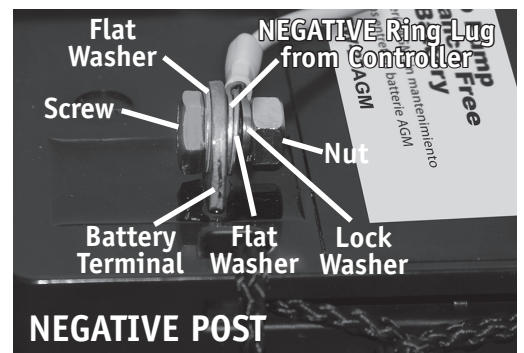 Flat
Washer
NEGATIVE Ring Lug
from Controller
Screw
Nut
Battery
Terminal
Flat
Washer
Lock
Washer
NEGATIVE POST
Free
mantenimiento
batterie AGM
AGM